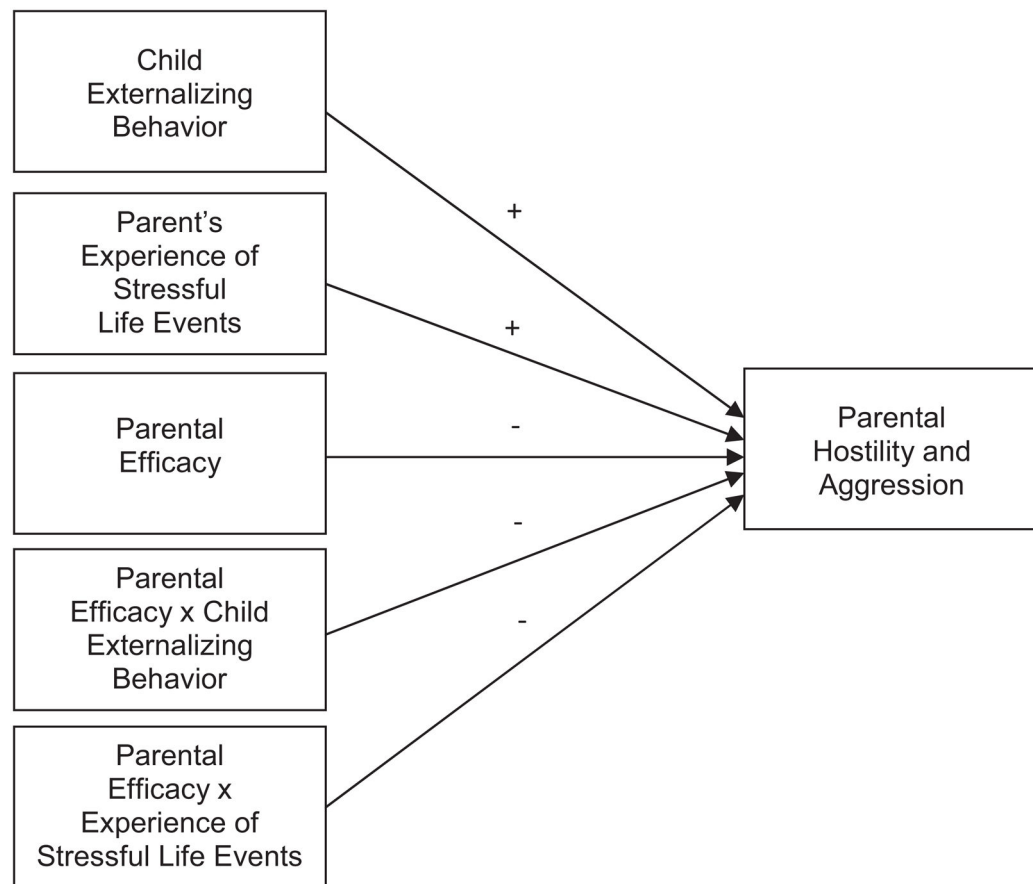 Child
Externalizing
Behavior
+
Parent’s
Experience of
Stressful
Life Events
+
Parental
Efficacy
-
Parental
Hostility and
Aggression
-
Parental
Efficacy x Child
Externalizing
Behavior
-
Parental
Efficacy x
Experience of
Stressful Life Events